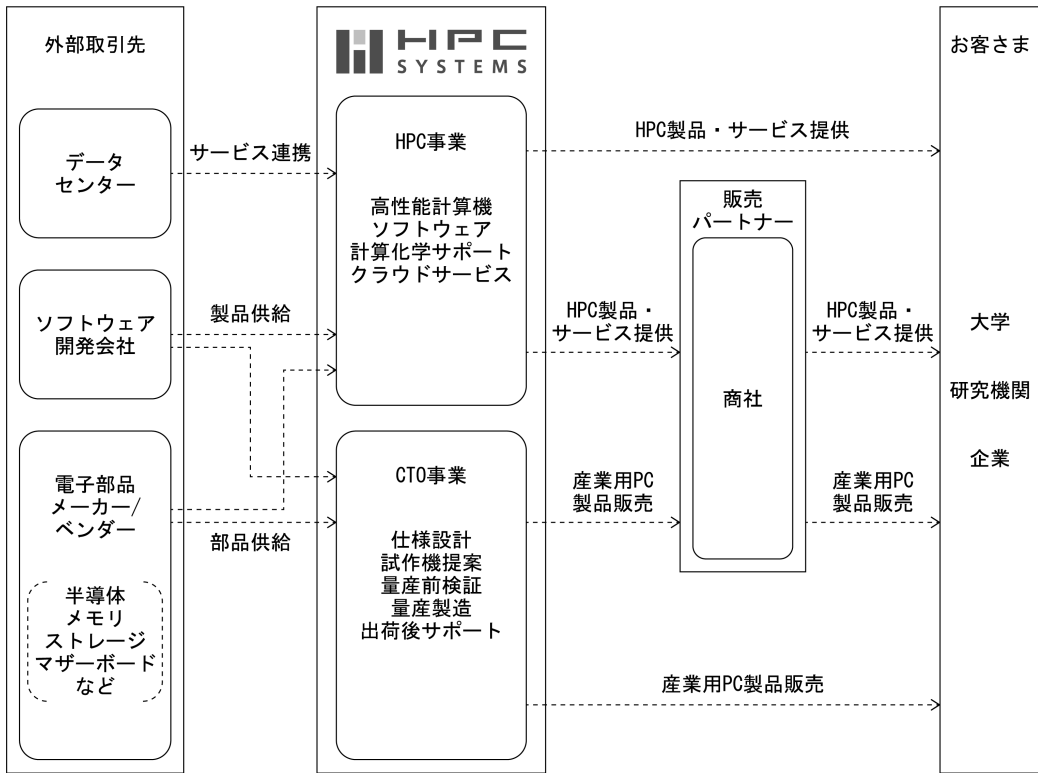 外部取引先
データ
センター
ソフトウェア
開発会社
電子部品
メーカー/
ベンダー
半導体
メモリ
ストレージ
マザーボード
など
サービス連携
製品供給
部品供給
HPC
SYSTEMS
HPC事業
高性能計算機
ソフトウェア
計算化学サポート
クラウドサービス
CTO事業
仕様設計
試作機提案
量産前検証
量産製造
出荷後サポート
HPC製品・サービス提供
HPC製品・
サービス提供
産業用PC
製品販売
販売
パートナー
商社
HPC製品・
サービス提供
産業用PC
製品販売
産業用PC製品販売
お客さま
大学
研究機関
企業